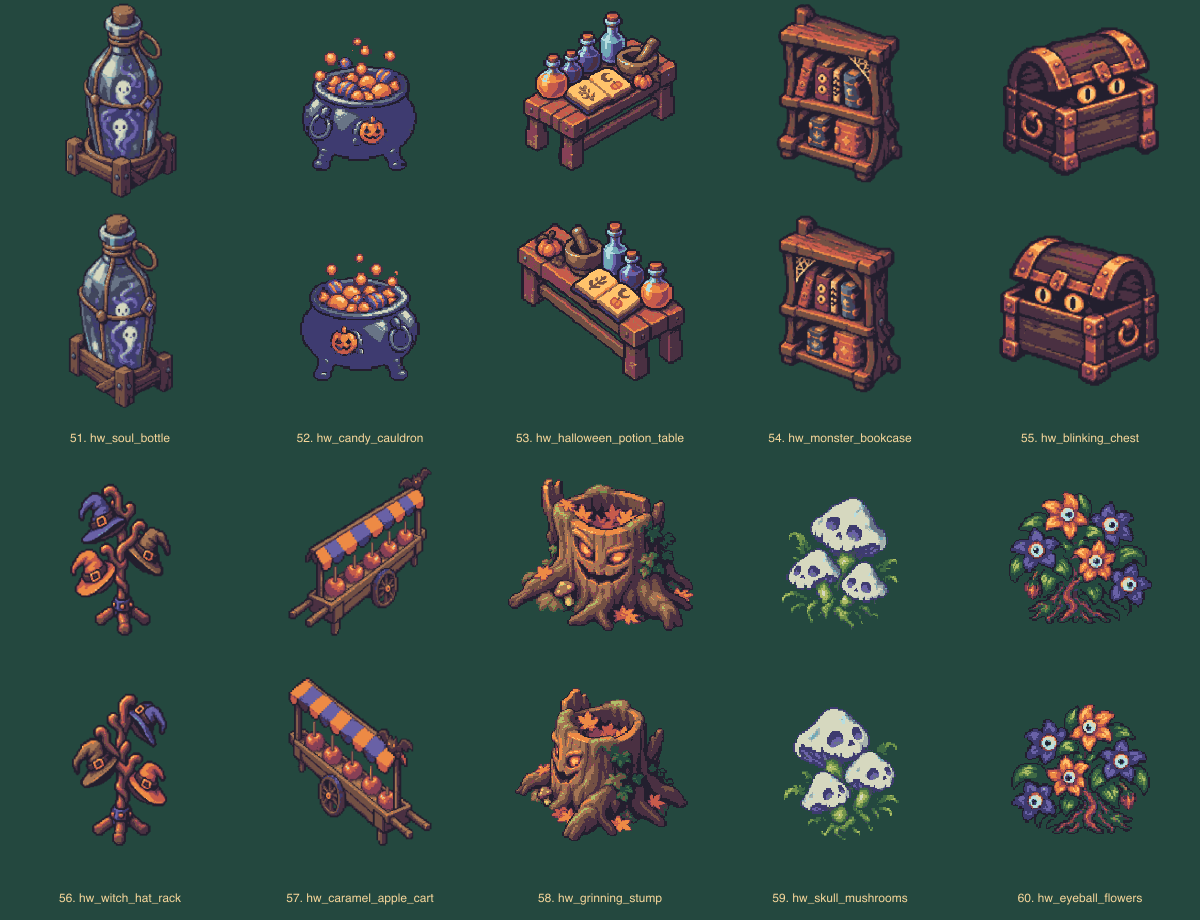 51. hw_soul_bottle
52. hw_candy_cauldron
53. hw_halloween_potion_table
54. hw_monster_bookcase
55. hw_blinking_chest
56. hw_witch_hat_rack
57. hw_caramel_apple_cart
58. hw_grinning_stump
59. hw_skull_mushrooms
60. hw_eyeball_flowers